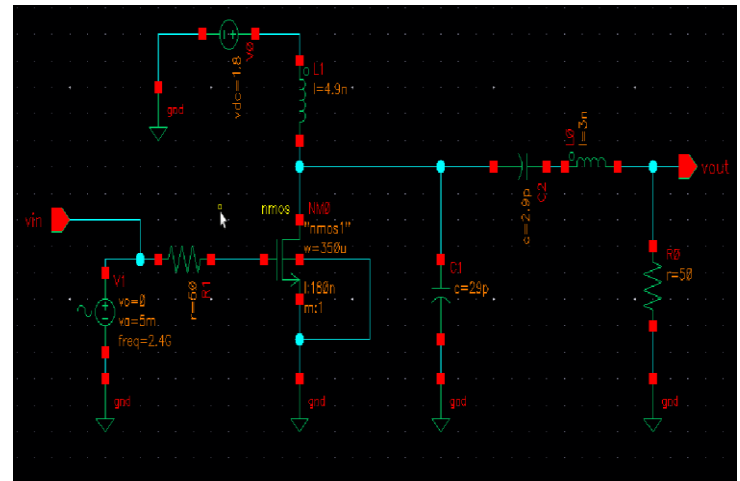 V0
vdc=1.8
gnd
L1
l=4.9n
L0
l=3n
vout
C2
c=2.9p
vin
nmos
NM0
"nmos1"
w=350u
l:180n
m:1
R1
V1
vo=0
va=5m
freq=2.4G
C1
c=29p
R0
r=50
gnd
gnd
gnd
gnd